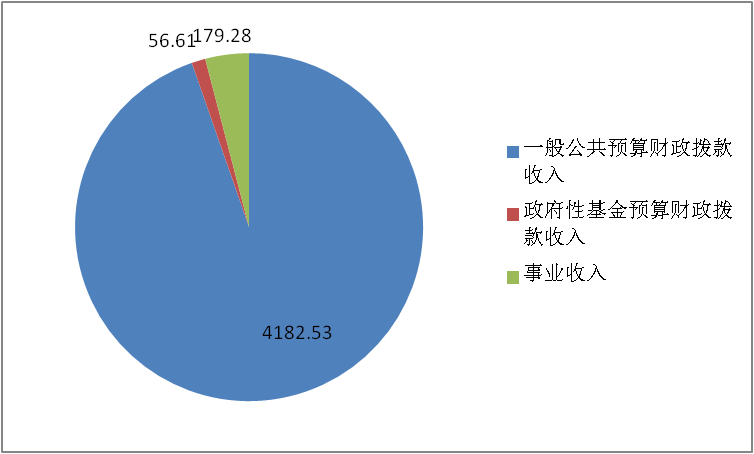 56.61
179.28
4182.53
一般公共预算财政拨款
收入
政府性基金预算财政拨
款收入
事业收入